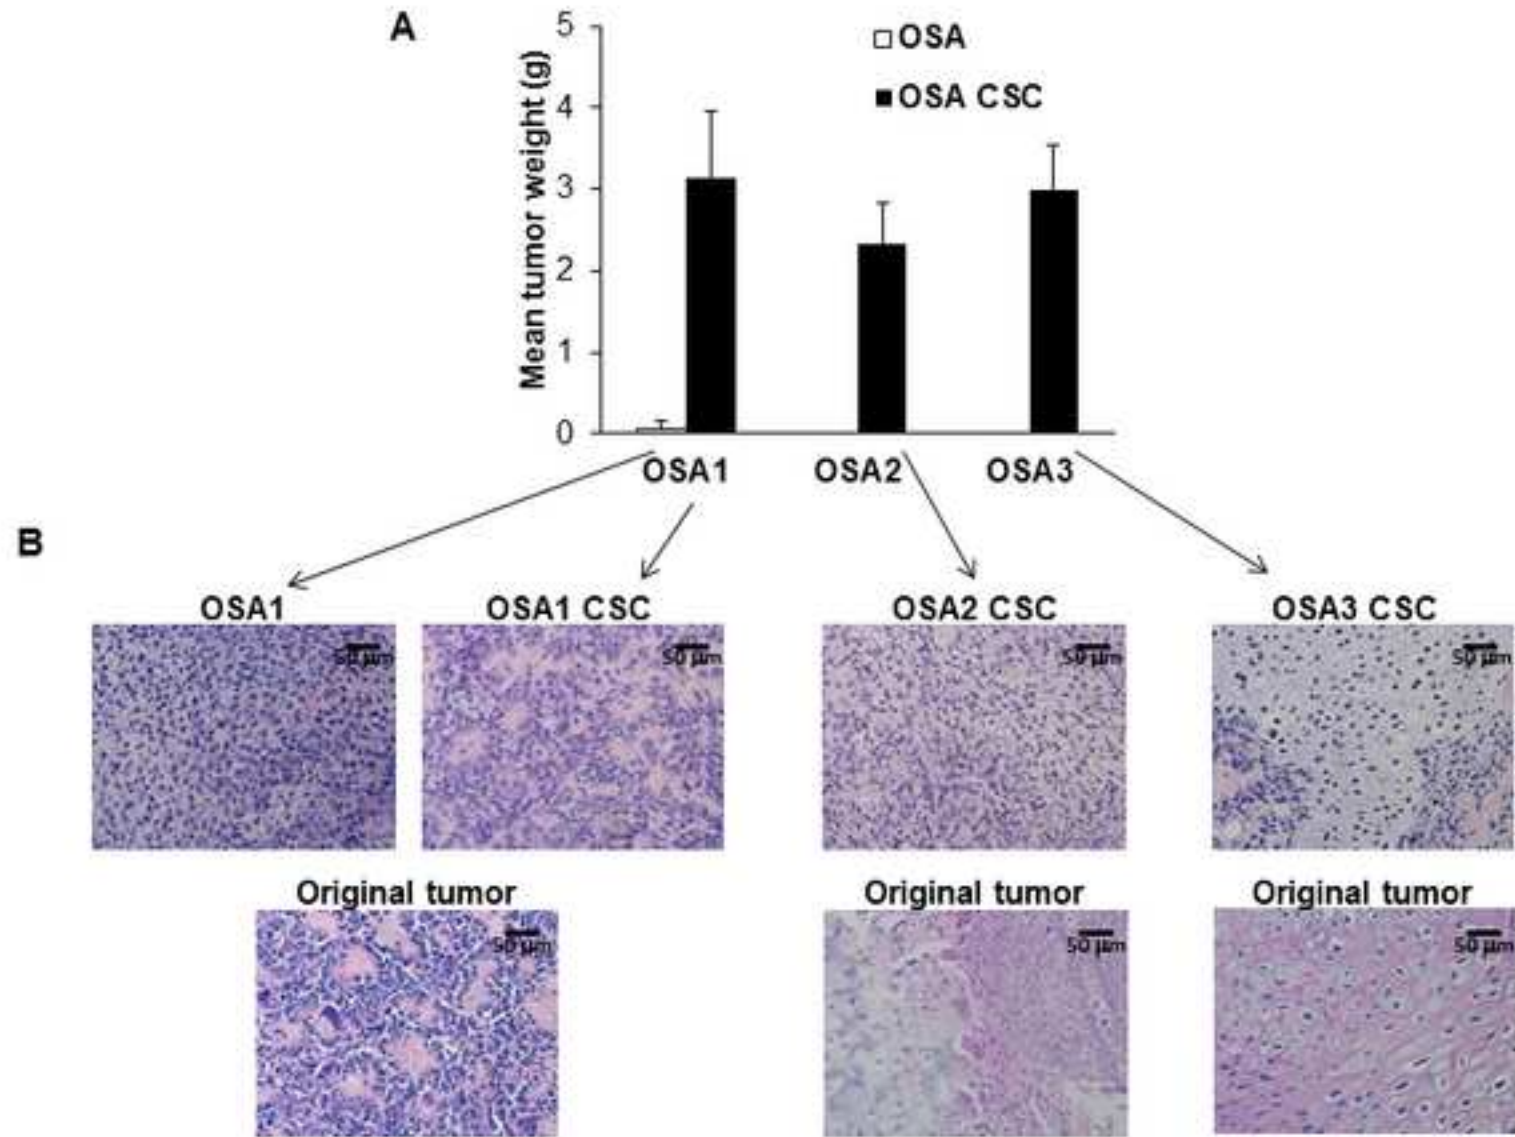 A
OSA
OSA CSC
Mean tumor weight (g)
5
4
3
2
1
0
OSA1 OSA2 OSA3
B
OSA1 OSA1 CSC OSA2 CSC OSA3 CSC
50 µm 50 µm 50 µm 50 µm
Original tumor Original tumor Original tumor
50 µm 50 µm 50 µm